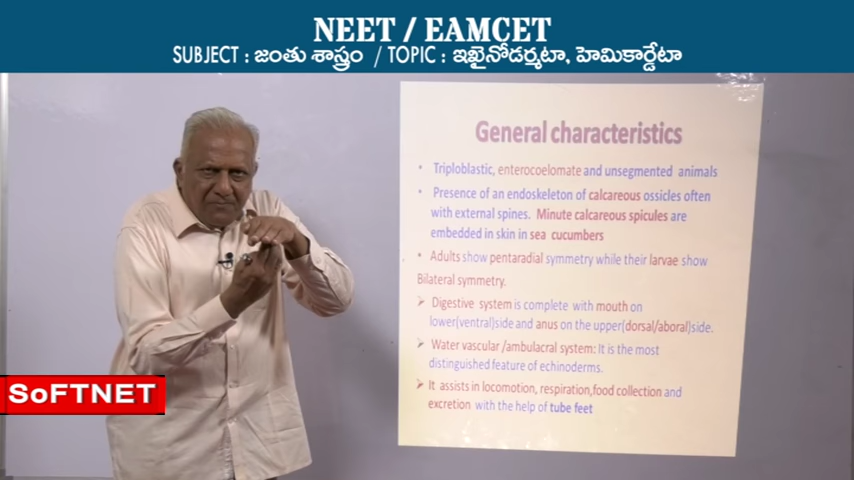 NEET / EAMCET
SUBJECT : జంతు శాస్త్రం / TOPIC : ఇఖైనోడర్మటా, హెమికార్డేటా
General characteristics
• Triploblastic, enterocoelomate and unsegmented animals
• Presence of an endoskeleton of calcareous ossicles often
with external spines. Minute calcareous spicules are
embedded in skin in sea cucumbers
• Adults show pentaradial symmetry while their larvae show
Bilateral symmetry.
➢ Digestive system is complete with mouth on
lower(ventral)side and anus on the upper(dorsal/aboral)side.
➢ Water vascular /ambulacral system: It is the most
distinguished feature of echinoderms.
➢ It assists in locomotion, respiration,food collection and
excretion with the help of tube feet
SoFTNET